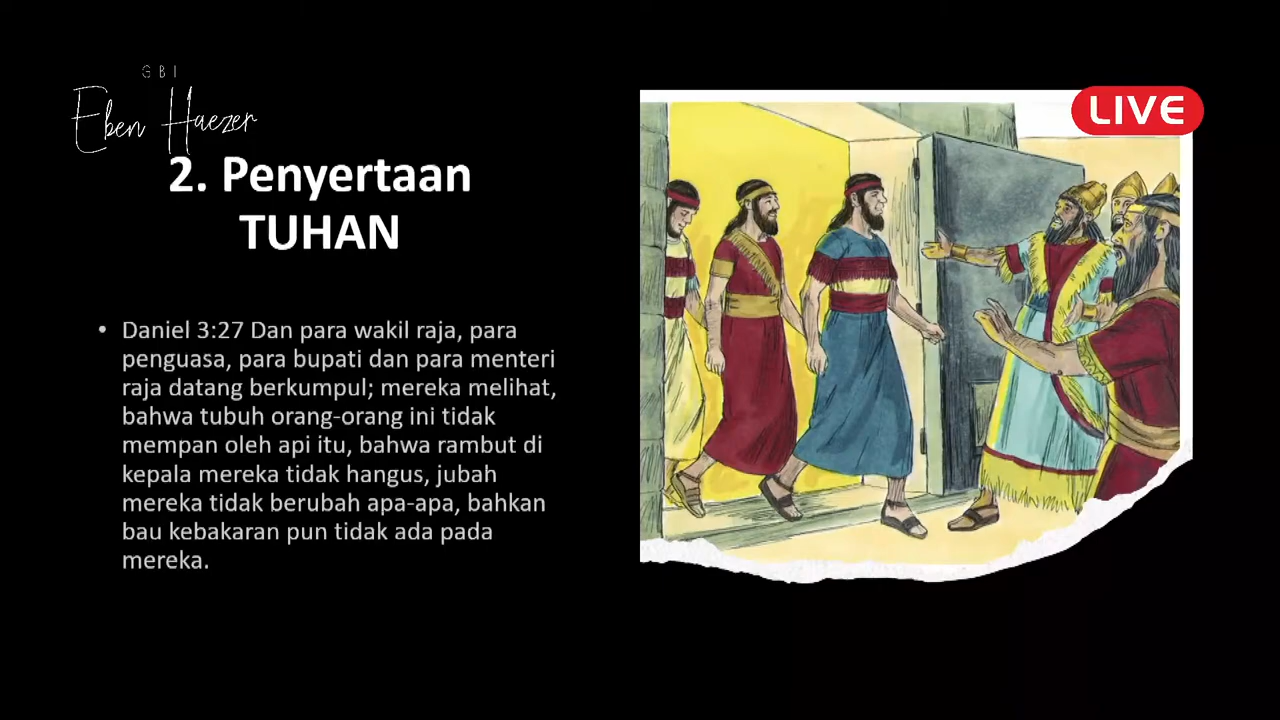 GBI
Eben Haezer
LIVE
2. Penyertaan
TUHAN
• Daniel 3:27 Dan para wakil raja, para
penguasa, para bupati dan para menteri
raja datang berkumpul; mereka melihat,
bahwa tubuh orang-orang ini tidak
mempan oleh api itu, bahwa rambut di
kepala mereka tidak hangus, jubah
mereka tidak berubah apa-apa, bahkan
bau kebakaran pun tidak ada pada
mereka.